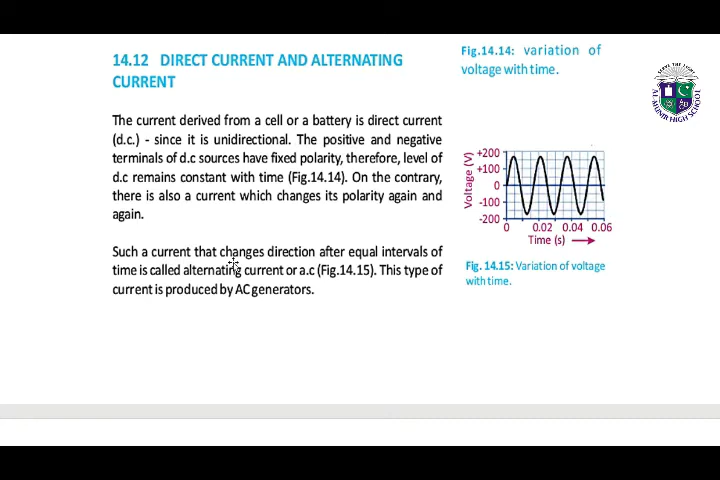 14.12 DIRECT CURRENT AND ALTERNATING
CURRENT
The current derived from a cell or a battery is direct current
(d.c.) - since it is unidirectional. The positive and negative
terminals of d.c sources have fixed polarity, therefore, level of
d.c remains constant with time (Fig.14.14). On the contrary,
there is also a current which changes its polarity again and
again.
Such a current that changes direction after equal intervals of
time is called alternating current or a.c (Fig.14.15). This type of
current is produced by AC generators.
Fig.14.14: variation of
voltage with time.
Voltage (V)
+200
+100
0
-100
-200
0 0.02 0.04 0.06
Time (s)
Fig. 14.15: Variation of voltage
with time.
AL MUNIR HIGH SCHOOL